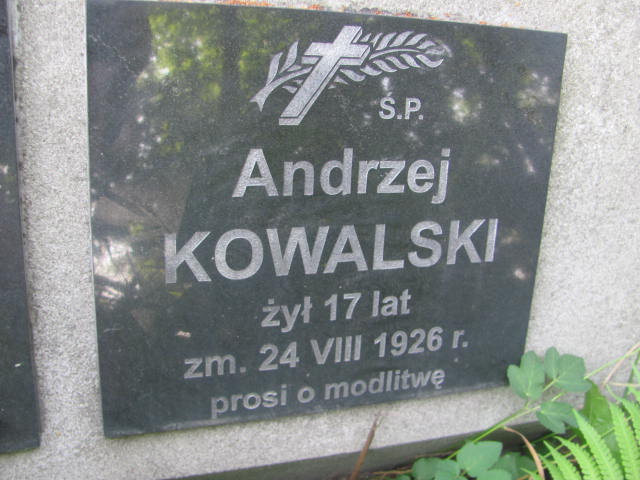 Ś.P.
Andrzej
KOWALSKI
żył 17 lat
zm. 24 VIII 1926 r.
prosi o modlitwę